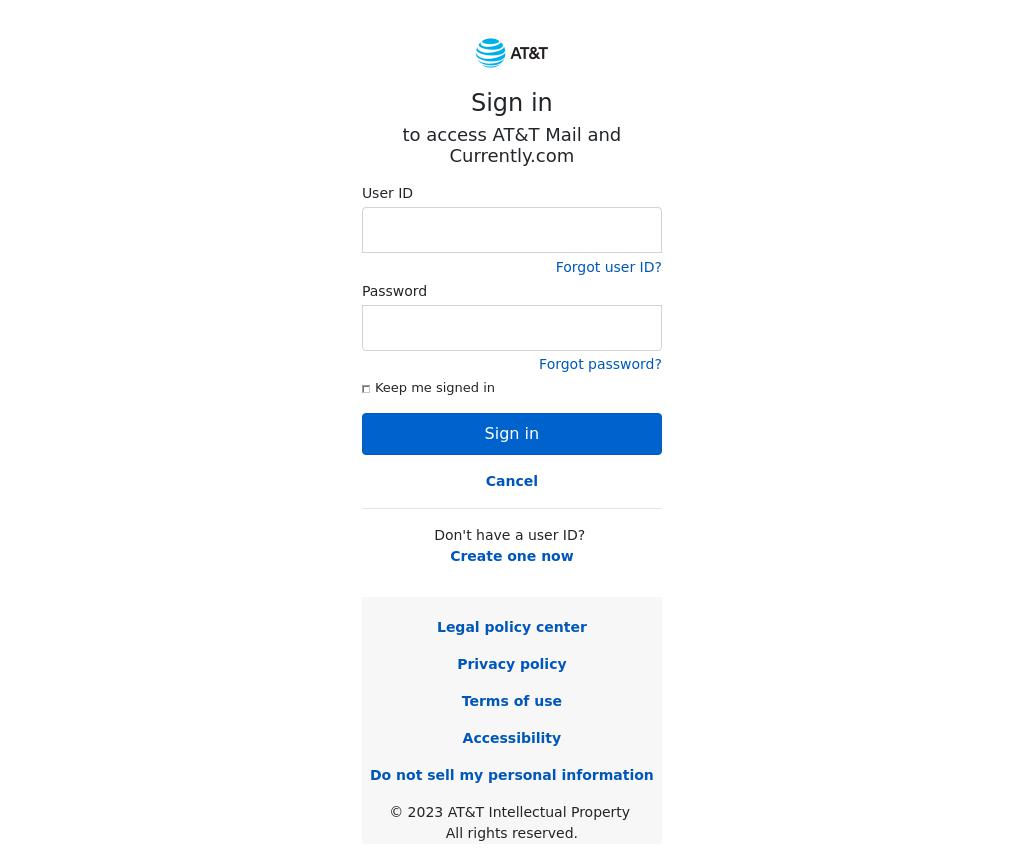 AT&T
Sign in
to access AT&T Mail and
Currently.com
User ID
Forgot user ID?
Password
Forgot password?
Keep me signed in
Sign in
Cancel
Don't have a user ID?
Create one now
Legal policy center
Privacy policy
Terms of use
Accessibility
Do not sell my personal information
© 2023 AT&T Intellectual Property
All rights reserved.